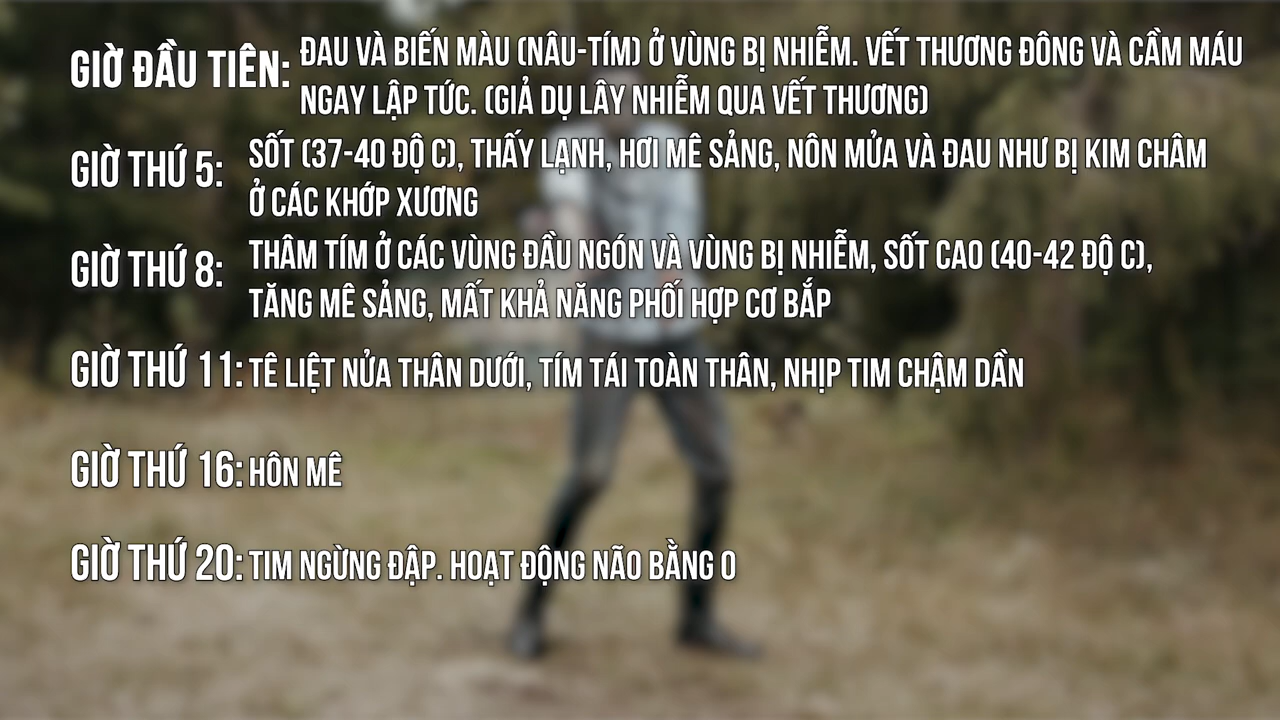 GIỜ ĐẦU TIÊN: ĐAU VÀ BIẾN MÀU (NÂU-TÍM) Ở VÙNG BỊ NHIỄM. VẾT THƯƠNG ĐÔNG VÀ CẦM MÁU
NGAY LẬP TỨC. (GIẢ DỤ LÂY NHIỄM QUA VẾT THƯƠNG)
GIỜ THỨ 5: SỐT (37-40 ĐỘ C), THẤY LẠNH, HƠI MÊ SẢNG, NÔN MỬA VÀ ĐAU NHƯ BỊ KIM CHÂM
Ở CÁC KHỚP XƯƠNG
GIỜ THỨ 8: THÂM TÍM Ở CÁC VÙNG ĐẦU NGÓN VÀ VÙNG BỊ NHIỄM, SỐT CAO (40-42 ĐỘ C),
TĂNG MÊ SẢNG, MẤT KHẢ NĂNG PHỐI HỢP CƠ BẮP
GIỜ THỨ 11: TÊ LIỆT NỬA THÂN DƯỚI, TÍM TÁI TOÀN THÂN, NHỊP TIM CHẬM DẦN
GIỜ THỨ 16: HÔN MÊ
GIỜ THỨ 20: TIM NGỪNG ĐẬP. HOẠT ĐỘNG NÃO BẰNG 0